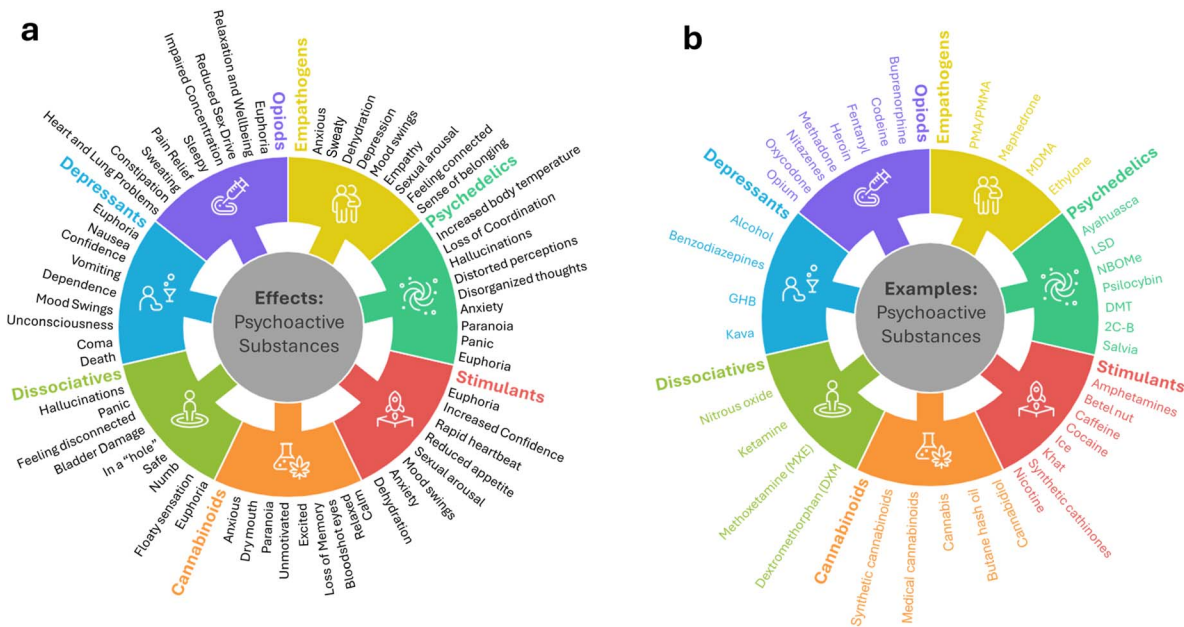 a
Effects:
Psychoactive
Substances
Empathogens
Anxious
Sweaty
Dehydration
Depression
Mood swings
Empathy
Sexual arousal
Feeling connected
Sense of belonging
Psychedelics
Increased body temperature
Loss of Coordination
Hallucinations
Distorted perceptions
Disorganized thoughts
Anxiety
Paranoia
Panic
Euphoria
Stimulants
Euphoria
Increased Confidence
Rapid heartbeat
Reduced appetite
Sexual arousal
Mood swings
Anxiety
Dehydration
Calm
Relaxed
Bloodshot eyes
Loss of Memory
Excited
Unmotivated
Paranoia
Dry mouth
Anxious
Cannabinoids
Euphoria
Floaty sensation
Numb
Safe
In a “hole”
Bladder Damage
Feeling disconnected
Panic
Hallucinations
Dissociatives
Death
Coma
Unconsciousness
Mood Swings
Dependence
Vomiting
Confidence
Nausea
Euphoria
Depressants
Heart and Lung Problems
Constipation
Sweating
Pain Relief
Sleepy
Impaired Concentration
Reduced Sex Drive
Relaxation and Wellbeing
Euphoria
Opiods
b
Examples:
Psychoactive
Substances
Empathogens
PMA/PMMA
Mephedrone
MDMA
Ethylone
Psychedelics
Ayahuasca
LSD
NBOMe
Psilocybin
DMT
2C-B
Salvia
Stimulants
Amphetamines
Betel nut
Caffeine
Cocaine
Ice
Khat
Synthetic cathinones
Nicotine
Cannabidiol
Butane hash oil
Cannabis
Medical cannabinoids
Synthetic cannabinoids
Cannabinoids
Dextromethorphan (DXM
Methoxetamine (MXE)
Ketamine
Nitrous oxide
Dissociatives
Kava
GHB
Benzodiazepines
Alcohol
Depressants
Opium
Oxycodone
Nitazenes
Methadone
Heroin
Fentanyl
Codeine
Buprenorphine
Opiods